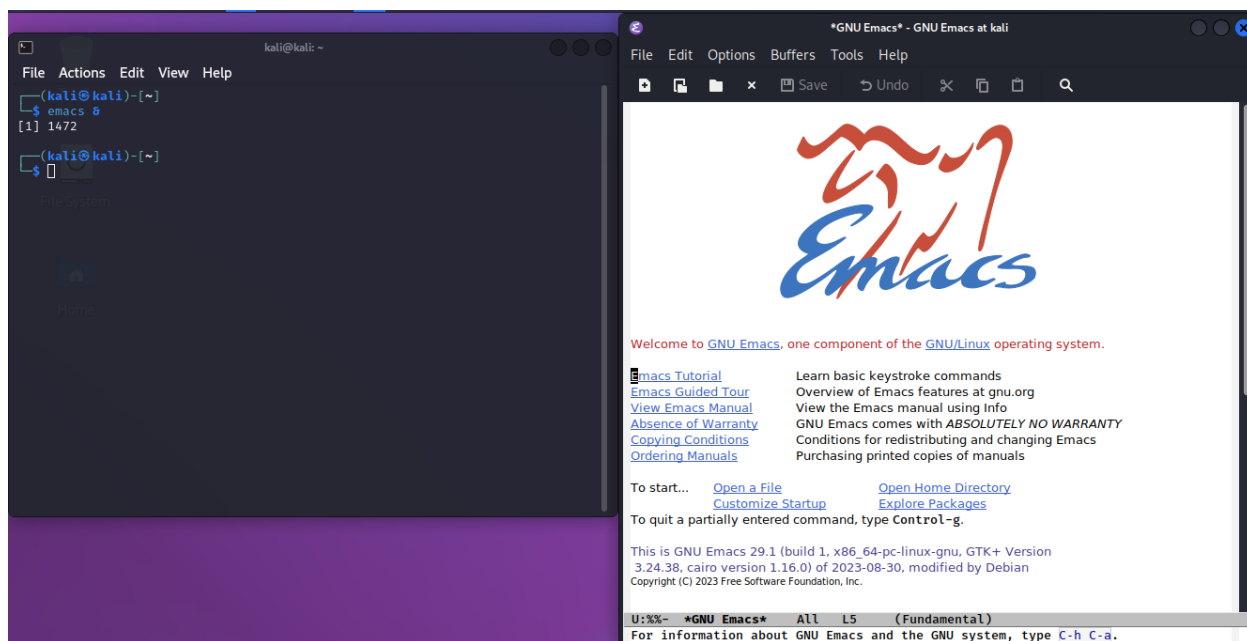 kali@kali: ~
File Actions Edit View Help
┌──(kali㉿kali)-[~]
└─$ emacs &
[1] 1472
┌──(kali㉿kali)-[~]
└─$
File System
Home
*GNU Emacs* - GNU Emacs at kali
File Edit Options Buffers Tools Help
Save Undo
Emacs
Welcome to GNU Emacs, one component of the GNU/Linux operating system.
Emacs Tutorial Learn basic keystroke commands
Emacs Guided Tour Overview of Emacs features at gnu.org
View Emacs Manual View the Emacs manual using Info
Absence of Warranty GNU Emacs comes with ABSOLUTELY NO WARRANTY
Copying Conditions Conditions for redistributing and changing Emacs
Ordering Manuals Purchasing printed copies of manuals
To start... Open a File Open Home Directory
Customize Startup Explore Packages
To quit a partially entered command, type Control-g.
This is GNU Emacs 29.1 (build 1, x86_64-pc-linux-gnu, GTK+ Version
3.24.38, cairo version 1.16.0) of 2023-08-30, modified by Debian
Copyright (C) 2023 Free Software Foundation, Inc.
U:%%- *GNU Emacs* All L5 (Fundamental)
For information about GNU Emacs and the GNU system, type C-h C-a.